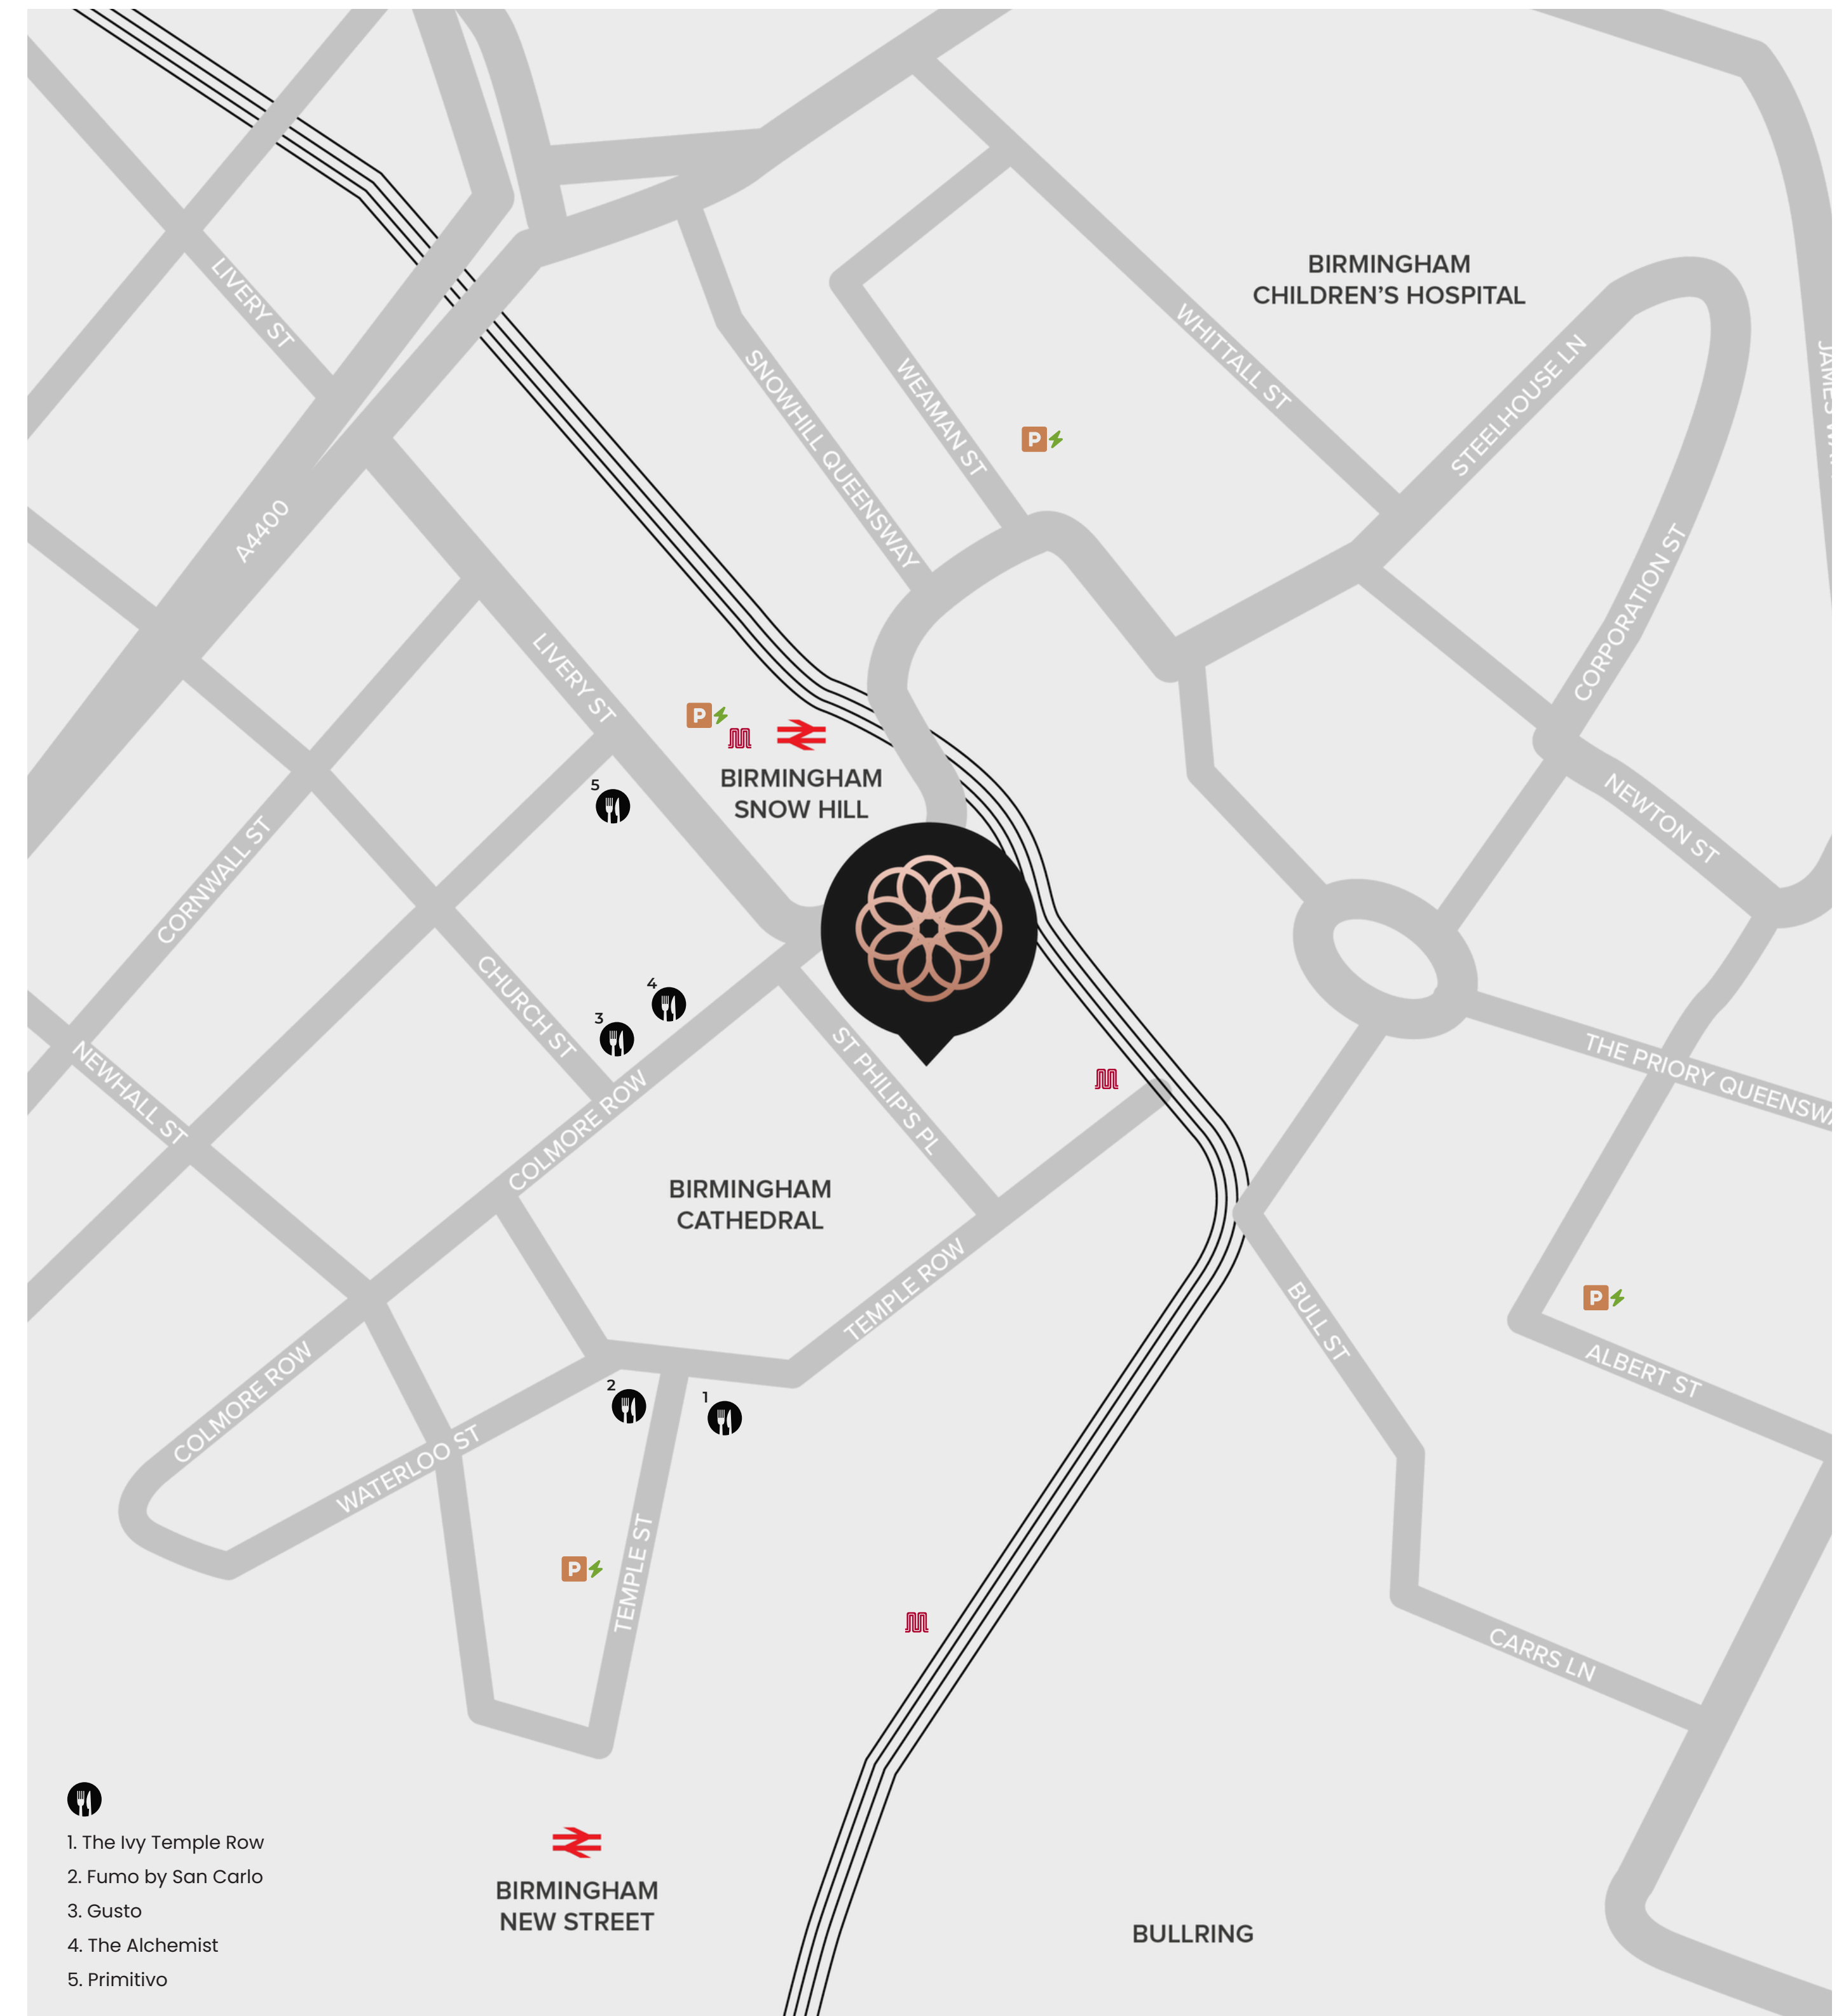 BIRMINGHAM
CHILDREN'S HOSPITAL
LIVERY ST
SNOWHILL QUEENSWAY
WEAMAN ST
WHITTALL ST
STEELHOUSE LN
A4400
P
CORPORATION ST
LIVERY ST
P
BIRMINGHAM
SNOW HILL
5
NEWTON ST
CORNWALL ST
CHURCH ST
4
3
ST PHILIP'S PL
THE PRIORY
NEWHALL ST
COLMORE ROW
BIRMINGHAM
CATHEDRAL
TEMPLE ROW
BULL ST
P
ALBERT ST
COLMORE ROW
2
1
WATERLOO ST
P
TEMPLE ST
CARRS LN
1. The Ivy Temple Row
2. Fumo by San Carlo
3. Gusto
4. The Alchemist
5. Primitivo
BIRMINGHAM
NEW STREET
BULLRING